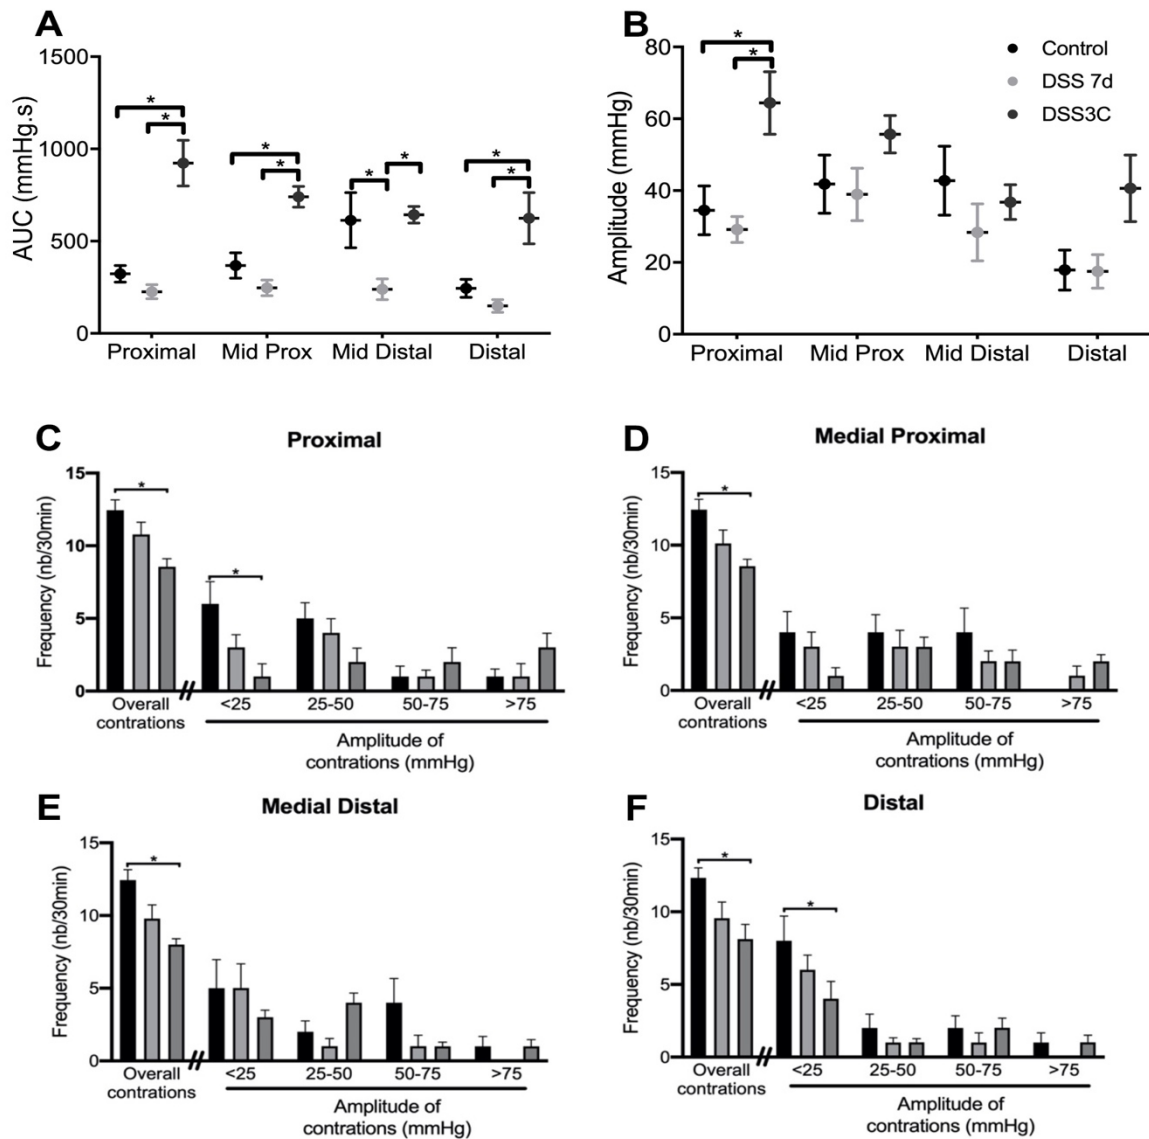 A
AUC (mmHg.s)
1500
1000
500
0
* * * * * * * *
Proximal Mid Prox Mid Distal Distal
B
Amplitude (mmHg)
80
60
40
20
0
* *
Control
DSS 7d
DSS3C
Proximal Mid Prox Mid Distal Distal
C
Proximal
Frequency (nb/30min)
15
10
5
0
* *
Overall
contrations
<25 25-50 50-75 >75
Amplitude of
contrations (mmHg)
D
Medial Proximal
Frequency (nb/30min)
15
10
5
0
*
Overall
contrations
<25 25-50 50-75 >75
Amplitude of
contrations (mmHg)
E
Medial Distal
Frequency (nb/30min)
15
10
5
0
*
Overall
contrations
<25 25-50 50-75 >75
Amplitude of
contrations (mmHg)
F
Distal
Frequency (nb/30min)
15
10
5
0
* *
Overall
contrations
<25 25-50 50-75 >75
Amplitude of
contrations (mmHg)